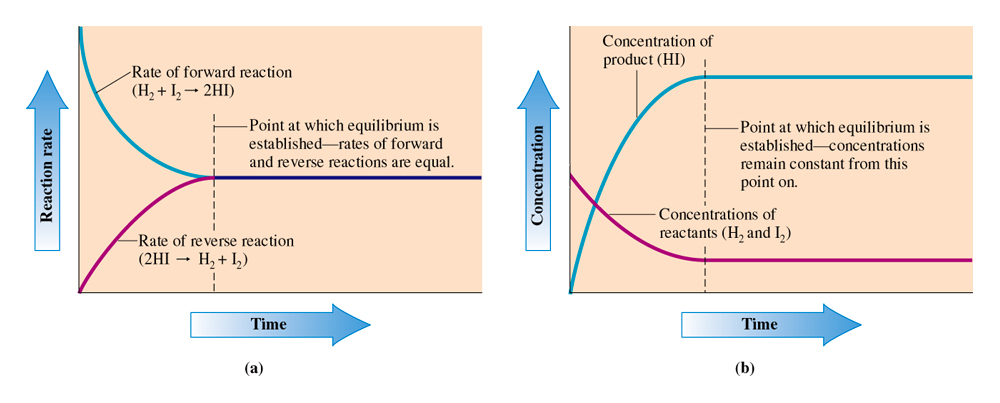 Reaction rate
Rate of forward reaction
(H₂ + I₂ → 2HI)
Point at which equilibrium is
established—rates of forward
and reverse reactions are equal.
Rate of reverse reaction
(2HI → H₂ + I₂)
Time
(a)
Concentration
Concentration of
product (HI)
Point at which equilibrium is
established—concentrations
remain constant from this
point on.
Concentrations of
reactants (H₂ and I₂)
Time
(b)